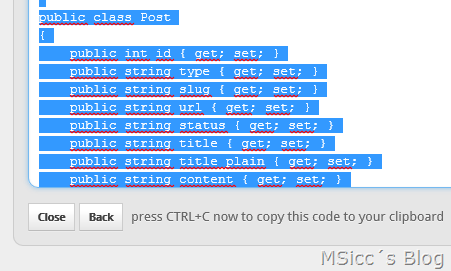 public class Post
{
public int id { get; set; }
public string type { get; set; }
public string slug { get; set; }
public string url { get; set; }
public string status { get; set; }
public string title { get; set; }
public string title_plain { get; set; }
public string content { get; set; }
Close Back press CTRL+C now to copy this code to your clipboard
MSicc´s Blog